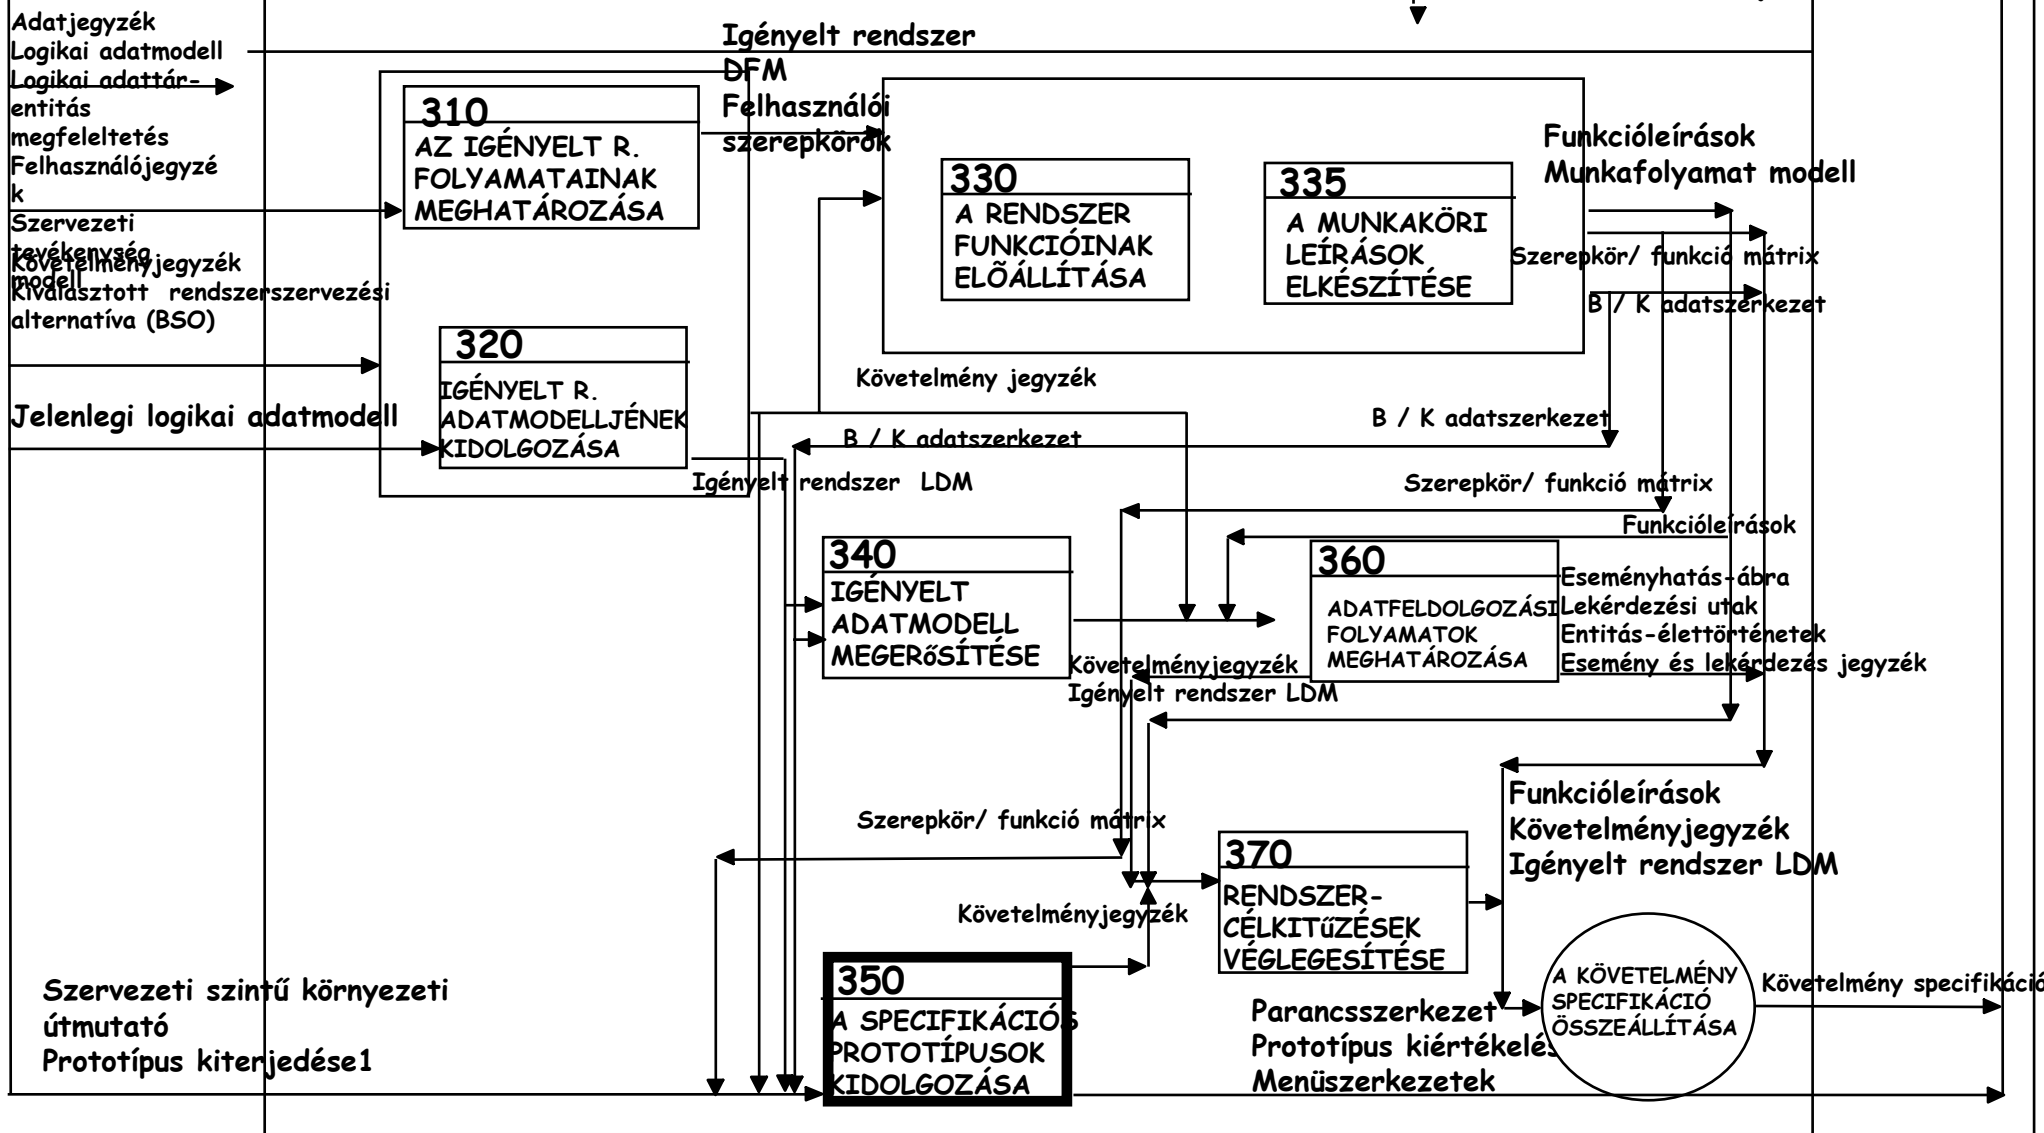 Adatjegyzék
Logikai adatmodell
Logikai adattár-
entitás
megfeleltetés
Felhasználójegyzé
k
Szervezeti
tevékenység
modell
Követelményjegyzék
Kiválasztott rendszerszervezési
alternatíva (BSO)
Jelenlegi logikai adatmodell
310
AZ IGÉNYELT R.
FOLYAMATAINAK
MEGHATÁROZÁSA
320
IGÉNYELT R.
ADATMODELLJÉNEK
KIDOLGOZÁSA
Igényelt rendszer
DFM
Felhasználói
szerepkörök
330
A RENDSZER
FUNKCIÓINAK
ELÕÁLLÍTÁSA
335
A MUNKAKÖRI
LEÍRÁSOK
ELKÉSZÍTÉSE
Funkcióleírások
Munkafolyamat modell
Szerepkör/ funkció mátrix
B / K adatszerkezet
Követelmény jegyzék
B / K adatszerkezet
B / K adatszerkezet
Igényelt rendszer LDM
Szerepkör/ funkció mátrix
Funkcióleírások
340
IGÉNYELT
ADATMODELL
MEGERősÍTÉSE
360
ADATFELDOLGOZÁSI
FOLYAMATOK
MEGHATÁROZÁSA
Eseményhatás-ábra
Lekérdezési utak
Entitás-élettörténetek
Esemény és lekérdezés jegyzék
Követelményjegyzék
Igényelt rendszer LDM
Funkcióleírások
Követelményjegyzék
Igényelt rendszer LDM
Szerepkör/ funkció mátrix
370
RENDSZER-
CÉLKITűZÉSEK
VÉGLEGESÍTÉSE
Követelményjegyzék
350
A SPECIFIKÁCIÓS
PROTOTÍPUSOK
KIDOLGOZÁSA
Szervezeti szintű környezeti
útmutató
Prototípus kiterjedése1
Parancsszerkezet
Prototípus kiértékelés
Menüszerkezetek
A KÖVETELMÉNY
SPECIFIKÁCIÓ
ÖSSZEÁLLÍTÁSA
Követelmény specifikáció